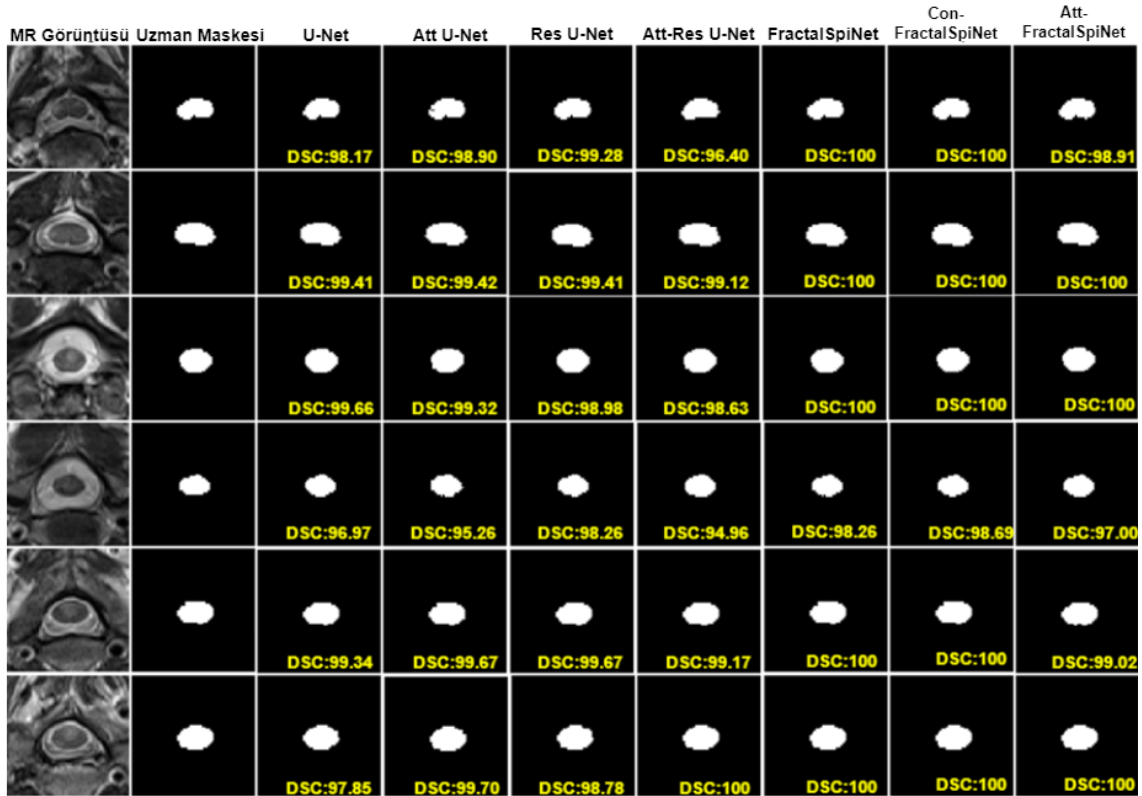 MR Görüntüsü Uzman Maskesi U-Net Att U-Net Res U-Net Att-Res U-Net FractalSpiNet Con-FractalSpiNet Att-FractalSpiNet
DSC:98.17 DSC:98.90 DSC:99.28 DSC:96.40 DSC:100 DSC:100 DSC:98.91
DSC:99.41 DSC:99.42 DSC:99.41 DSC:99.12 DSC:100 DSC:100 DSC:100
DSC:99.66 DSC:99.32 DSC:98.98 DSC:98.63 DSC:100 DSC:100 DSC:100
DSC:96.97 DSC:95.26 DSC:98.26 DSC:94.96 DSC:98.26 DSC:98.69 DSC:97.00
DSC:99.34 DSC:99.67 DSC:99.67 DSC:99.17 DSC:100 DSC:100 DSC:99.02
DSC:97.85 DSC:99.70 DSC:98.78 DSC:100 DSC:100 DSC:100 DSC:100